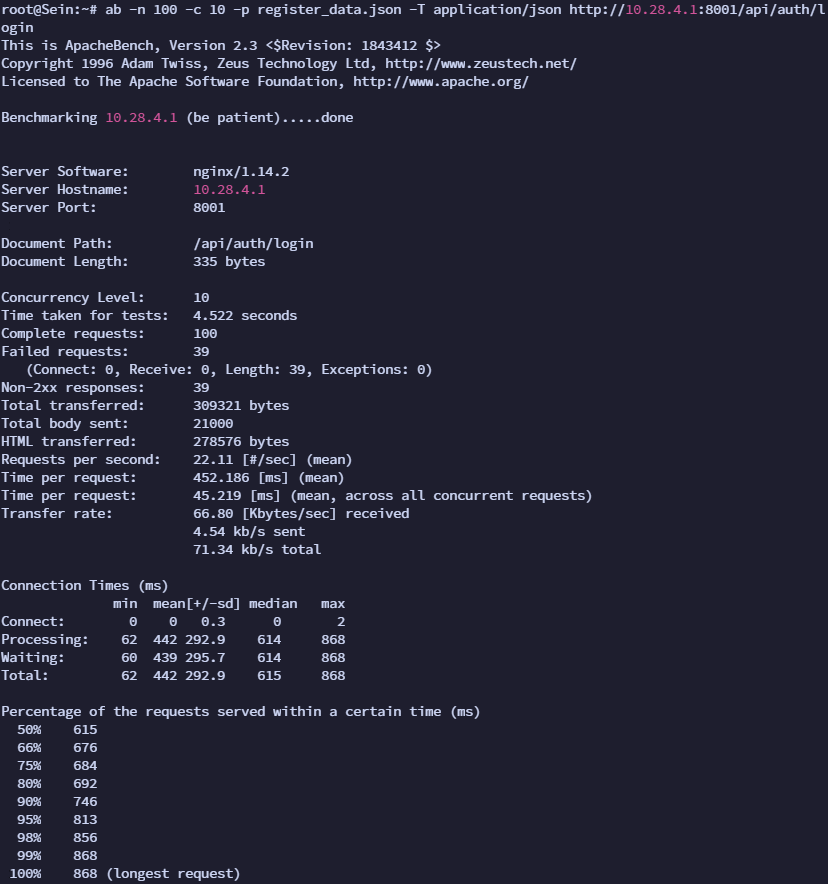 root@Sein:~# ab -n 100 -c 10 -p register_data.json -T application/json http://10.28.4.1:8001/api/auth/l
ogin
This is ApacheBench, Version 2.3 <$Revision: 1843412 $>
Copyright 1996 Adam Twiss, Zeus Technology Ltd, http://www.zeustech.net/
Licensed to The Apache Software Foundation, http://www.apache.org/

Benchmarking 10.28.4.1 (be patient).....done


Server Software:        nginx/1.14.2
Server Hostname:        10.28.4.1
Server Port:            8001

Document Path:          /api/auth/login
Document Length:        335 bytes

Concurrency Level:      10
Time taken for tests:   4.522 seconds
Complete requests:      100
Failed requests:        39
   (Connect: 0, Receive: 0, Length: 39, Exceptions: 0)
Non-2xx responses:      39
Total transferred:      309321 bytes
Total body sent:        21000
HTML transferred:       278576 bytes
Requests per second:    22.11 [#/sec] (mean)
Time per request:       452.186 [ms] (mean)
Time per request:       45.219 [ms] (mean, across all concurrent requests)
Transfer rate:          66.80 [Kbytes/sec] received
                        4.54 kb/s sent
                        71.34 kb/s total

Connection Times (ms)
              min  mean[+/-sd] median   max
Connect:        0    0   0.3      0       2
Processing:    62  442 292.9    614     868
Waiting:       60  439 295.7    614     868
Total:         62  442 292.9    615     868

Percentage of the requests served within a certain time (ms)
  50%    615
  66%    676
  75%    684
  80%    692
  90%    746
  95%    813
  98%    856
  99%    868
 100%    868 (longest request)